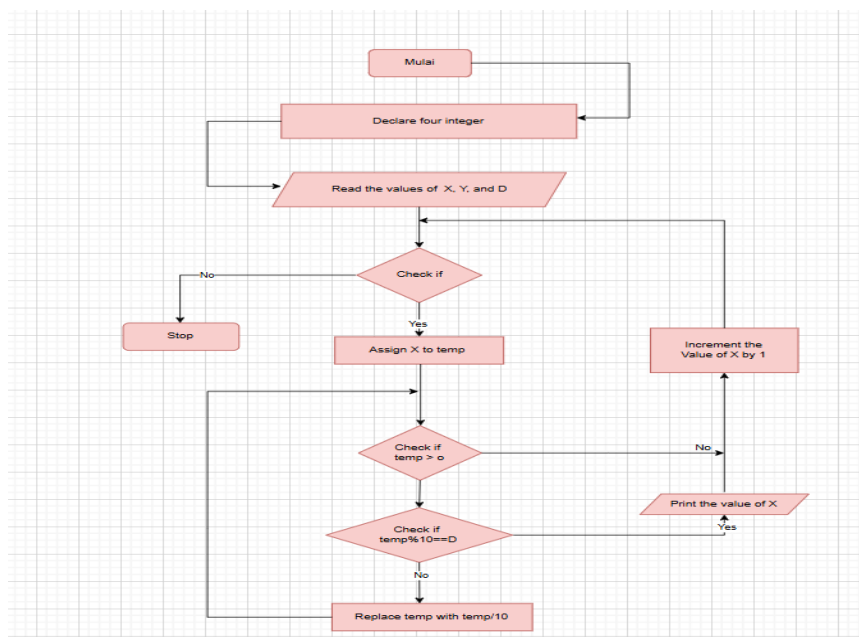 Mulai
Declare four integer
Read the values of X, Y, and D
Check if
No
Stop
Yes
Assign X to temp
Increment the
Value of X by 1
Check if
temp > o
No
Print the value of X
Check if
temp%10==D
Yes
No
Replace temp with temp/10